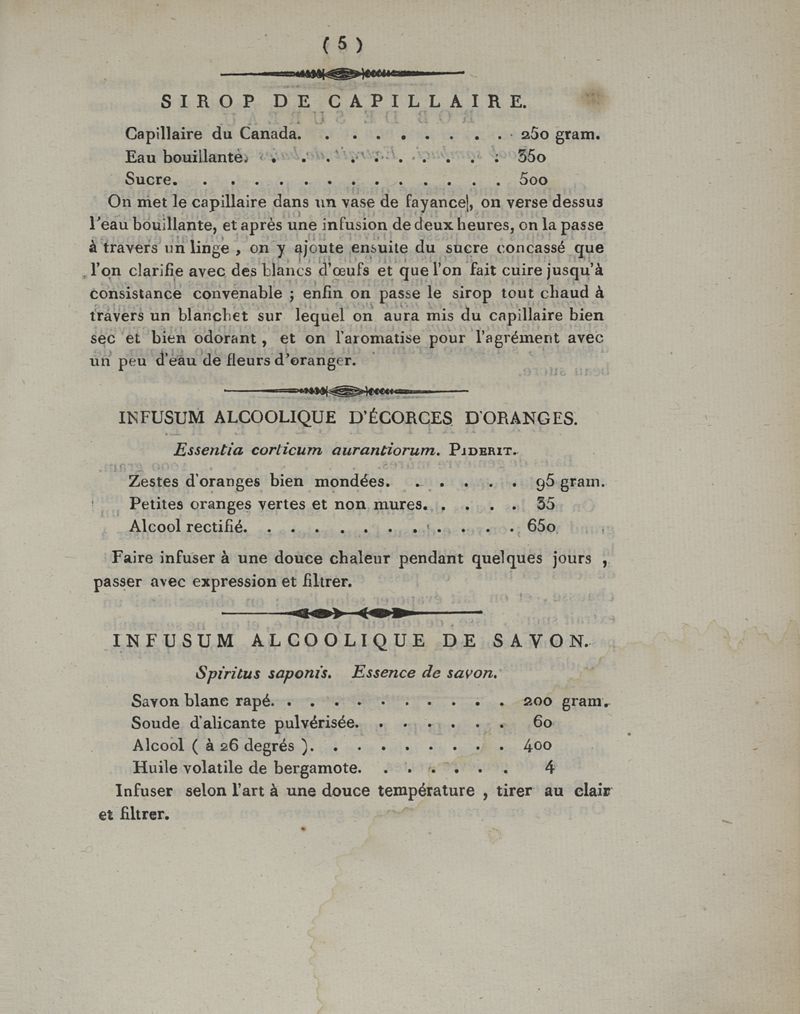 ( 5 )
SIROP DE CAPILLAIRE.
Capillaire du Canada. . . . . . . . . 250 gram.
Eau bouillante. . . . . . . . . . : 350
Sucre. . . . . . . . . . . . . . 500
On met le capillaire dans un vase de fayance, on verse dessus
l'eau bouillante, et après une infusion de deux heures, on la passe
à travers un linge , on y ajoute ensuite du sucre concassé que
l'on clarifie avec des blancs d'œufs et que l'on fait cuire jusqu'à
consistance convenable ; enfin on passe le sirop tout chaud à
travers un blanchet sur lequel on aura mis du capillaire bien
sec et bien odorant , et on l'aromatise pour l'agrément avec
un peu d'eau de fleurs d'oranger.
INFUSUM ALCOOLIQUE D'ÉCORCES D'ORANGES.
Essentia corticum aurantiorum. PIDERIT.
Zestes d'oranges bien mondées. . . . . . . 95 gram.
Petites oranges vertes et non mures. . . . . 35
Alcool rectifié. . . . . . . . . . . . 650
Faire infuser à une douce chaleur pendant quelques jours ,
passer avec expression et filtrer.
INFUSUM ALCOOLIQUE DE SAVON.
Spiritus saponis. Essence de savon.
Savon blanc rapé. . . . . . . . . . . 200 gram.
Soude d'alicante pulvérisée. . . . . . . 60
Alcool ( à 26 degrés ). . . . . . . . . 400
Huile volatile de bergamote. . . . . . . 4
Infuser selon l'art à une douce température , tirer au clair
et filtrer.